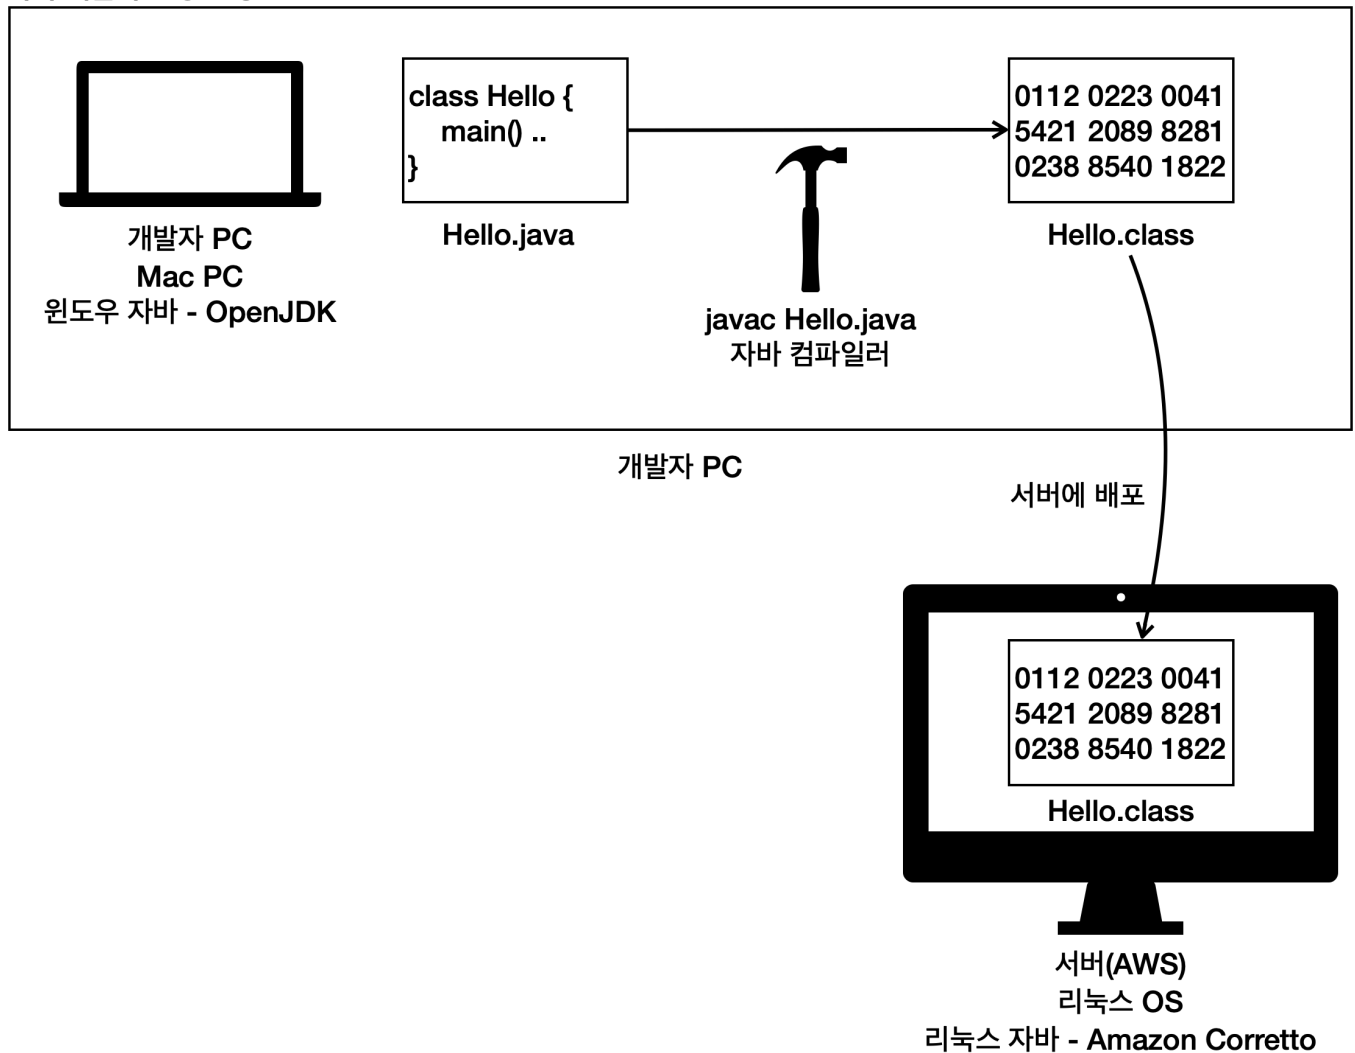 class Hello {
main() ..
}
Hello.java
0112 0223 0041
5421 2089 8281
0238 8540 1822
Hello.class
개발자 PC
Mac PC
윈도우 자바 - OpenJDK
javac Hello.java
자바 컴파일러
개발자 PC
서버에 배포
0112 0223 0041
5421 2089 8281
0238 8540 1822
Hello.class
서버(AWS)
리눅스 OS
리눅스 자바 - Amazon Corretto